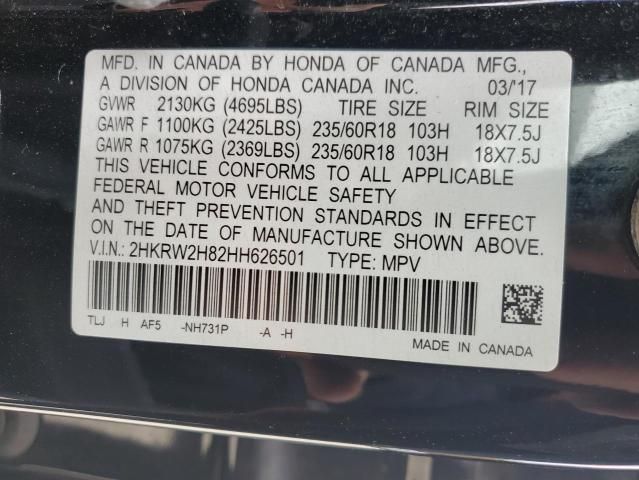 MFD. IN CANADA BY HONDA OF CANADA MFG.,
A DIVISION OF HONDA CANADA INC. 03/'17
GVWR 2130KG (4695LBS) TIRE SIZE RIM SIZE
GAWR F 1100KG (2425LBS) 235/60R18 103H 18X7.5J
GAWR R 1075KG (2369LBS) 235/60R18 103H 18X7.5J
THIS VEHICLE CONFORMS TO ALL APPLICABLE
FEDERAL MOTOR VEHICLE SAFETY
AND THEFT PREVENTION STANDARDS IN EFFECT
ON THE DATE OF MANUFACTURE SHOWN ABOVE.
V.I.N.: 2HKRW2H82HH626501 TYPE: MPV
TLJ H AF5 -NH731P -A -H
MADE IN CANADA